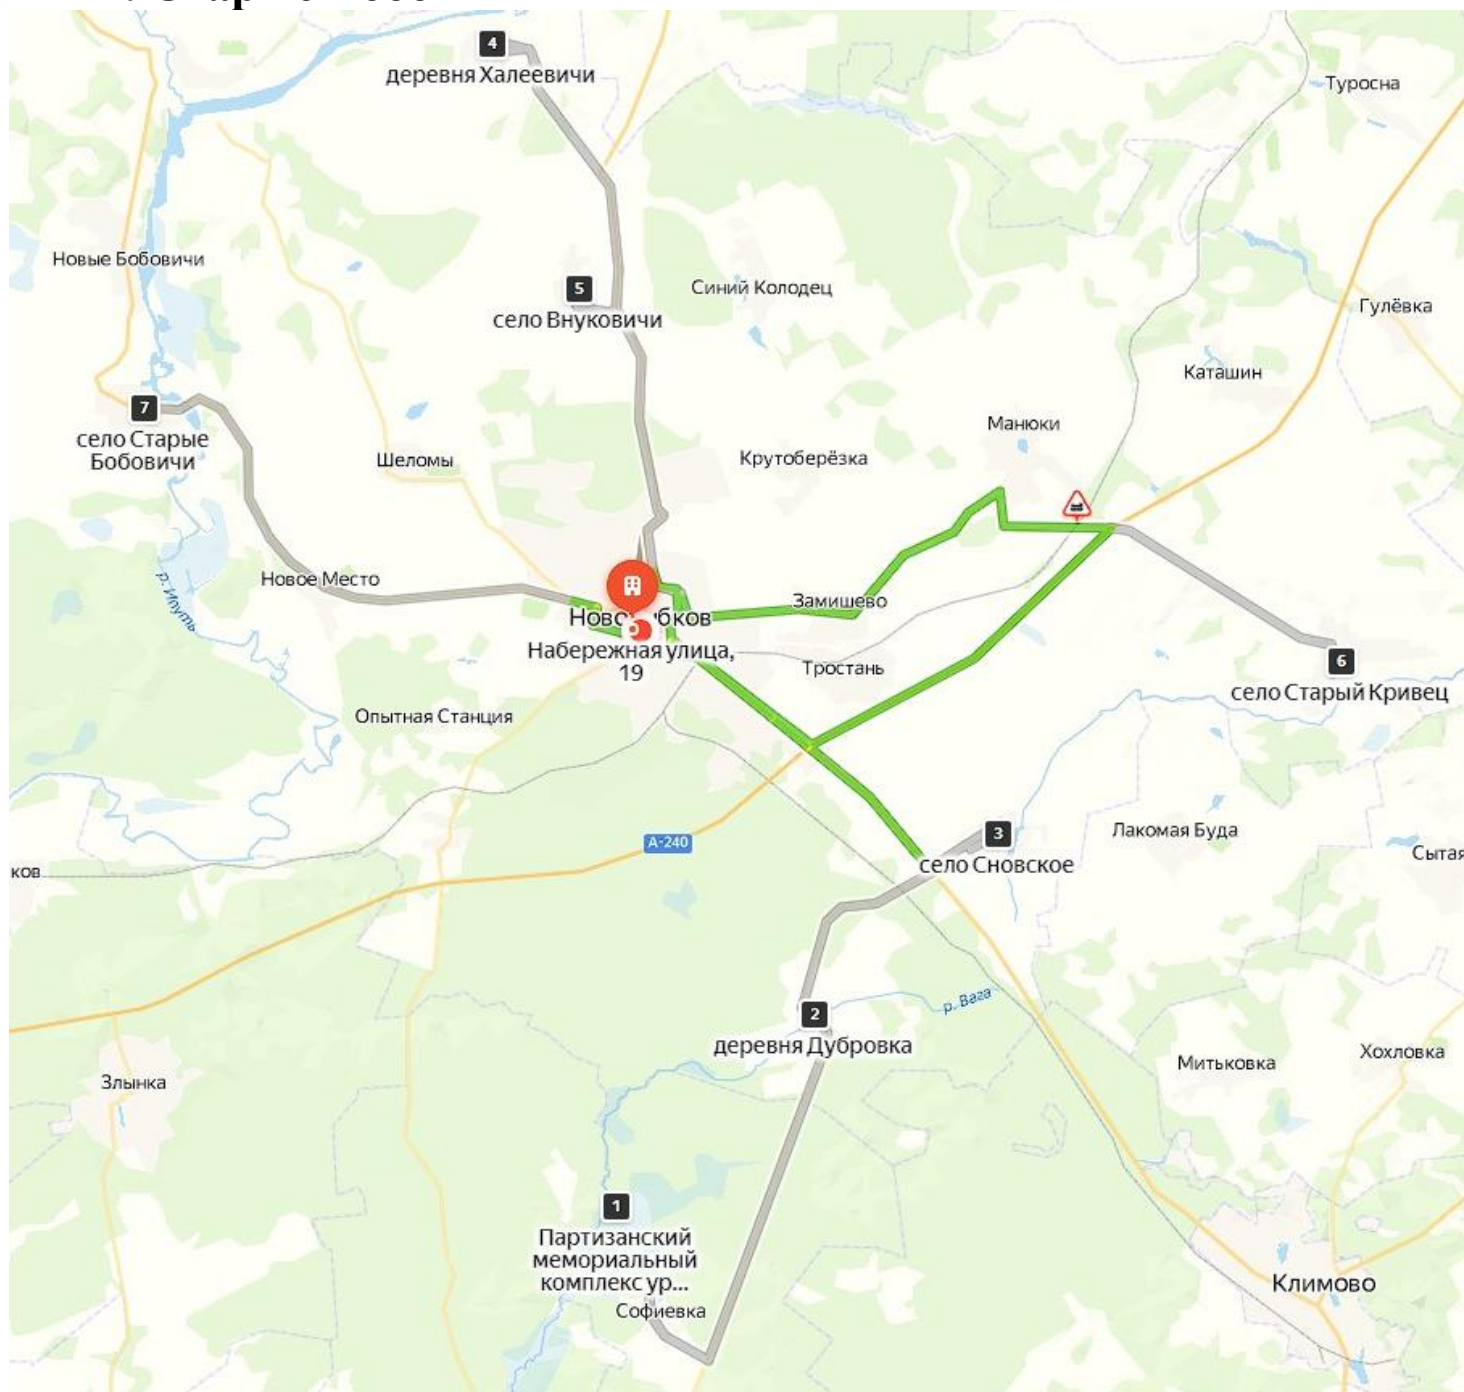 4
деревня Халеевичи
Туросна
Новые Бобовичи
5
Синий Колодец
село Внуковичи
Гулёвка
Каташин
7
село Старые
Бобовичи
Шеломы
Манюки
Крутоберёзка
Новое Место
р. Ипуть
Замишево
Набережная улица,
19
Тростань
6
село Старый Кривец
Опытная Станция
А-240
3
село Сновское
Лакомая Буда
Сытая
ков
2
деревня Дубровка
р. Вага
Митьковка
Хохловка
Злынка
1
Партизанский
мемориальный
комплекс ур...
Софиевка
Климово